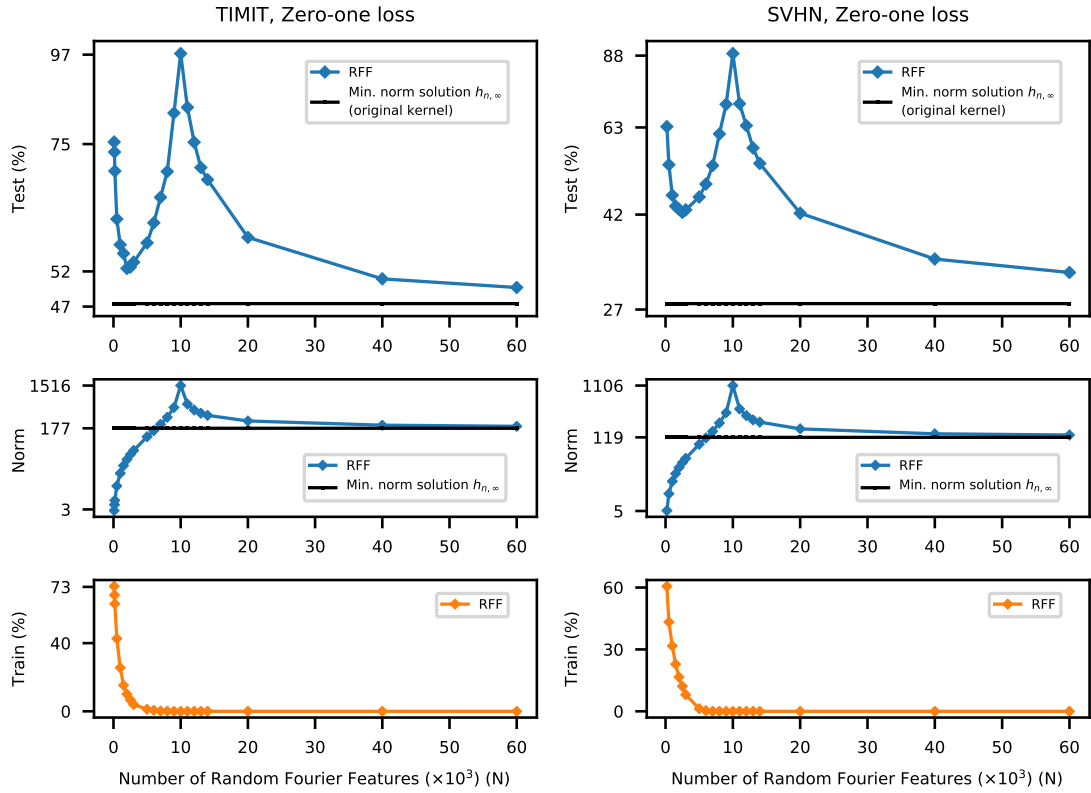 TIMIT, Zero-one loss
97
75
52
47
Test (%)
RFF
Min. norm solution h_{n,∞}
(original kernel)
0 10 20 30 40 50 60
SVHN, Zero-one loss
88
63
42
27
Test (%)
RFF
Min. norm solution h_{n,∞}
(original kernel)
0 10 20 30 40 50 60
1516
177
3
Norm
RFF
Min. norm solution h_{n,∞}
0 10 20 30 40 50 60
1106
119
5
Norm
RFF
Min. norm solution h_{n,∞}
0 10 20 30 40 50 60
73
40
0
Train (%)
RFF
0 10 20 30 40 50 60
Number of Random Fourier Features (×10³) (N)
60
30
0
Train (%)
RFF
0 10 20 30 40 50 60
Number of Random Fourier Features (×10³) (N)